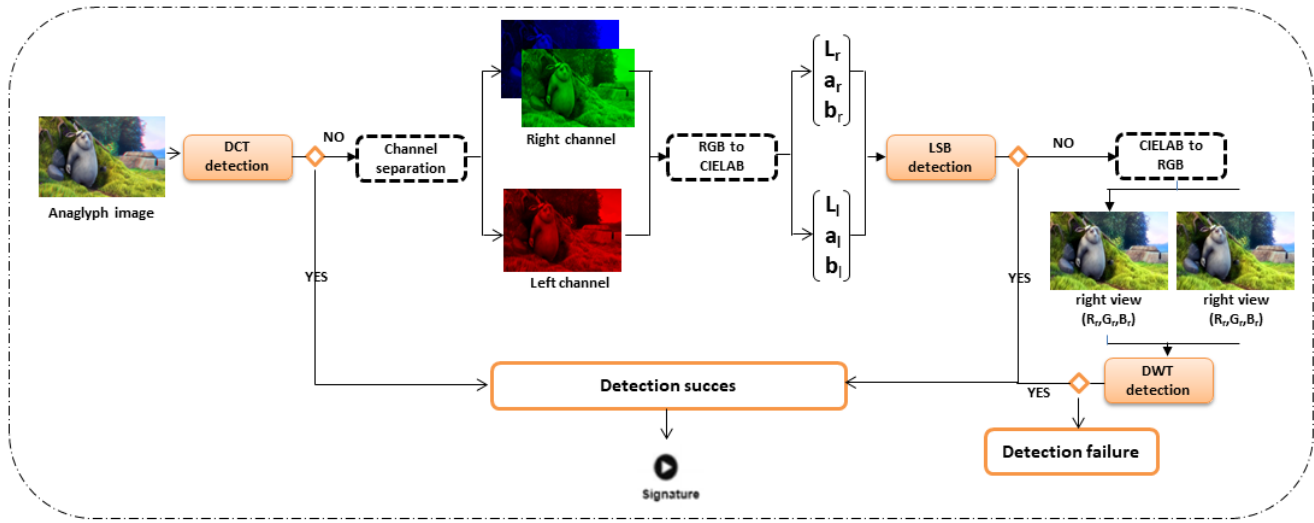 Anaglyph image
DCT
detection
NO
YES
Channel
separation
Right channel
Left channel
RGB to
CIELAB
Lr
ar
br
Ll
al
bl
LSB
detection
NO
YES
CIELAB to
RGB
right view
(Rr,Gr,Br)
right view
(Rr,Gr,Br)
DWT
detection
YES
Detection succes
Detection failure
Signature